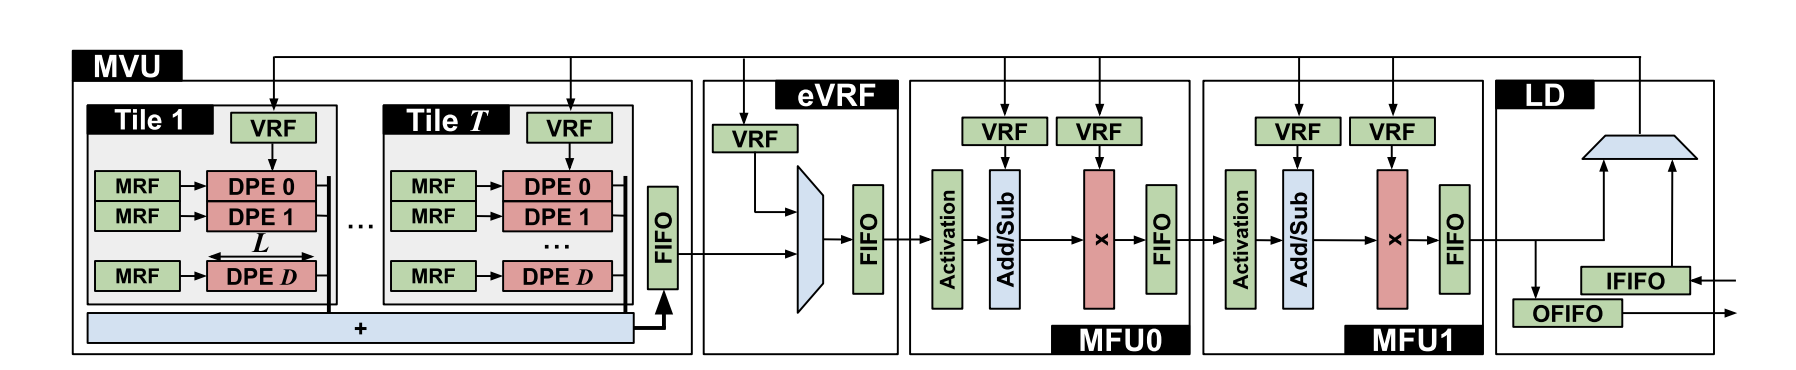 MVU
Tile 1
VRF
MRF
DPE 0
MRF
DPE 1
L
MRF
DPE D
...
Tile T
VRF
MRF
DPE 0
MRF
DPE 1
...
MRF
DPE D
+
FIFO
eVRF
VRF
FIFO
VRF
VRF
Activation
Add/Sub
x
FIFO
MFU0
VRF
VRF
Activation
Add/Sub
x
FIFO
MFU1
LD
IFIFO
OFIFO